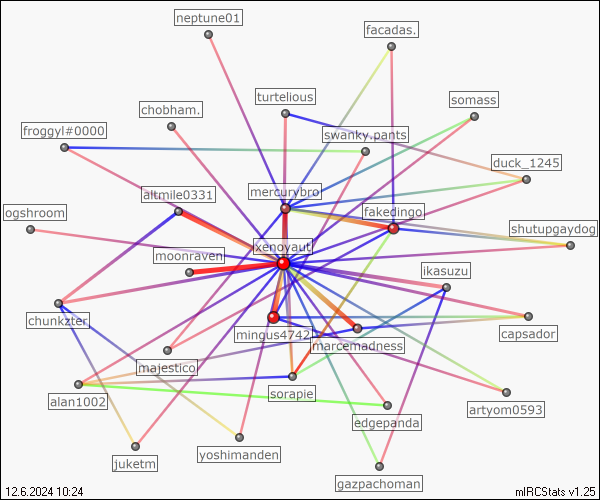 neptune01
facadas.
turtelious
somass
chobham.
froggyl#0000
swanky.pants
duck_1245
altmile0331
mercurybro
ogshroom
fakedingo
shutupgaydog
moonraven
xenoyaut
ikasuzu
chunkzter
mingus4742
capsador
marcemadness
majestico
alan1002
sorapie
artyom0593
edgepanda
juketm
yoshimanden
gazpachoman
12.6.2024 10:24
mIRCStats v1.25